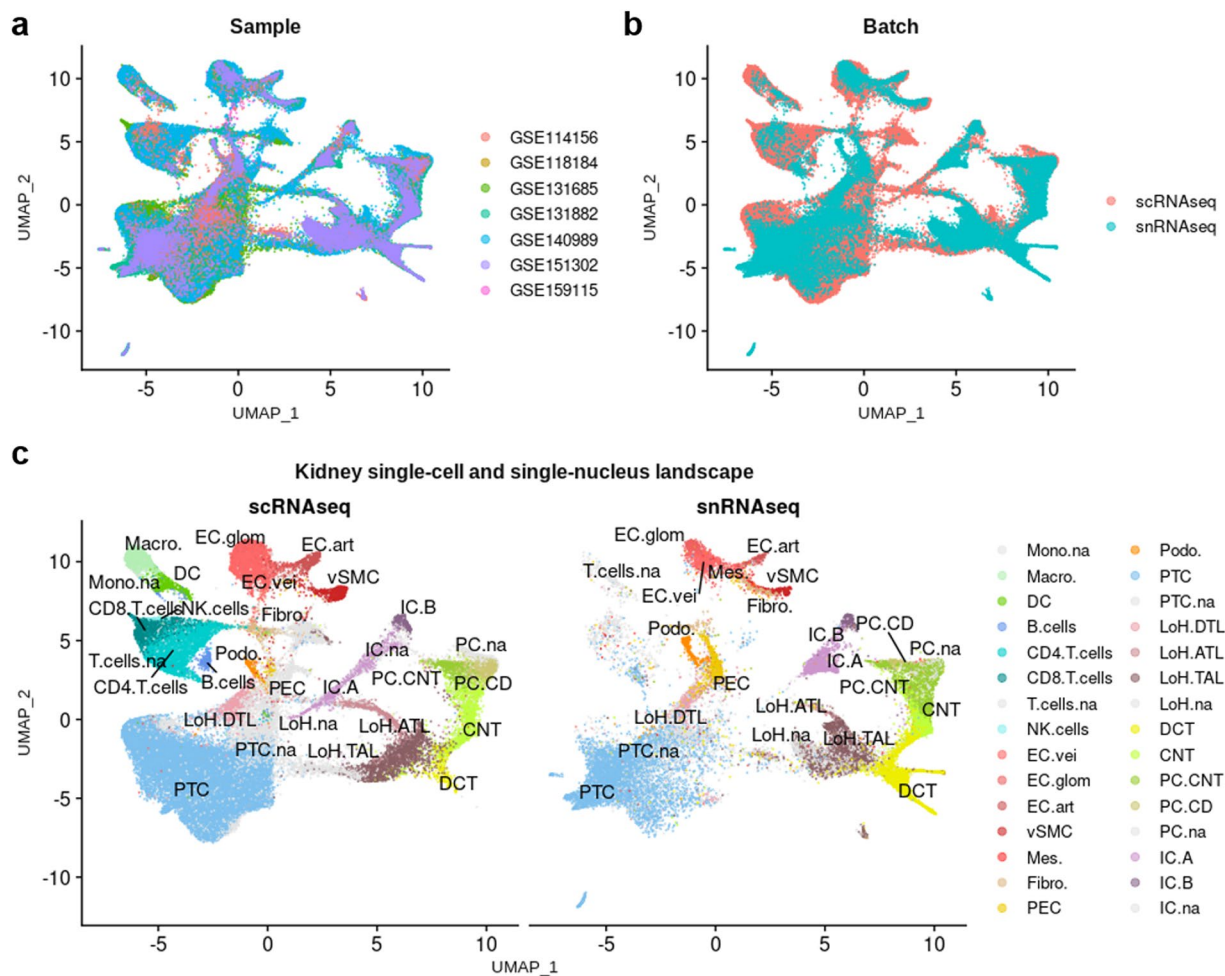 a
Sample
10
5
0
-5
-10
UMAP_2
-5
0
5
10
UMAP_1
GSE114156
GSE118184
GSE131685
GSE131882
GSE140989
GSE151302
GSE159115
b
Batch
10
5
0
-5
-10
UMAP_2
-5
0
5
10
UMAP_1
scRNAseq
snRNAseq
c
Kidney single-cell and single-nucleus landscape
scRNAseq
10
5
0
-5
-10
UMAP_2
Macro.
EC.glom
EC.art
DC
Mono.na
EC.vei
vSMC
CD8.T.cells
NK.cells
Fibro.
IC.B
T.cells.na
Podo.
IC.na
PC.na
CD4.T.cells
B.cells
PEC
IC.A
PC.CNT
PC.CD
LoH.DTL
LoH.na
LoH.ATL
CNT
PTC.na
LoH.TAL
PTC
DCT
-5
0
5
10
snRNAseq
EC.glom
EC.art
T.cells.na
Mes.
vSMC
EC.vei
Fibro.
Podo.
IC.B
PC.CD
PC.na
IC.A
PEC
PC.CNT
LoH.DTL
LoH.ATL
CNT
PTC.na
LoH.na
LoH.TAL
PTC
DCT
-5
0
5
10
UMAP_1
Mono.na
Macro.
DC
B.cells
CD4.T.cells
CD8.T.cells
T.cells.na
NK.cells
EC.vei
EC.glom
EC.art
vSMC
Mes.
Fibro.
PEC
Podo.
PTC
PTC.na
LoH.DTL
LoH.ATL
LoH.TAL
LoH.na
DCT
CNT
PC.CNT
PC.CD
PC.na
IC.A
IC.B
IC.na